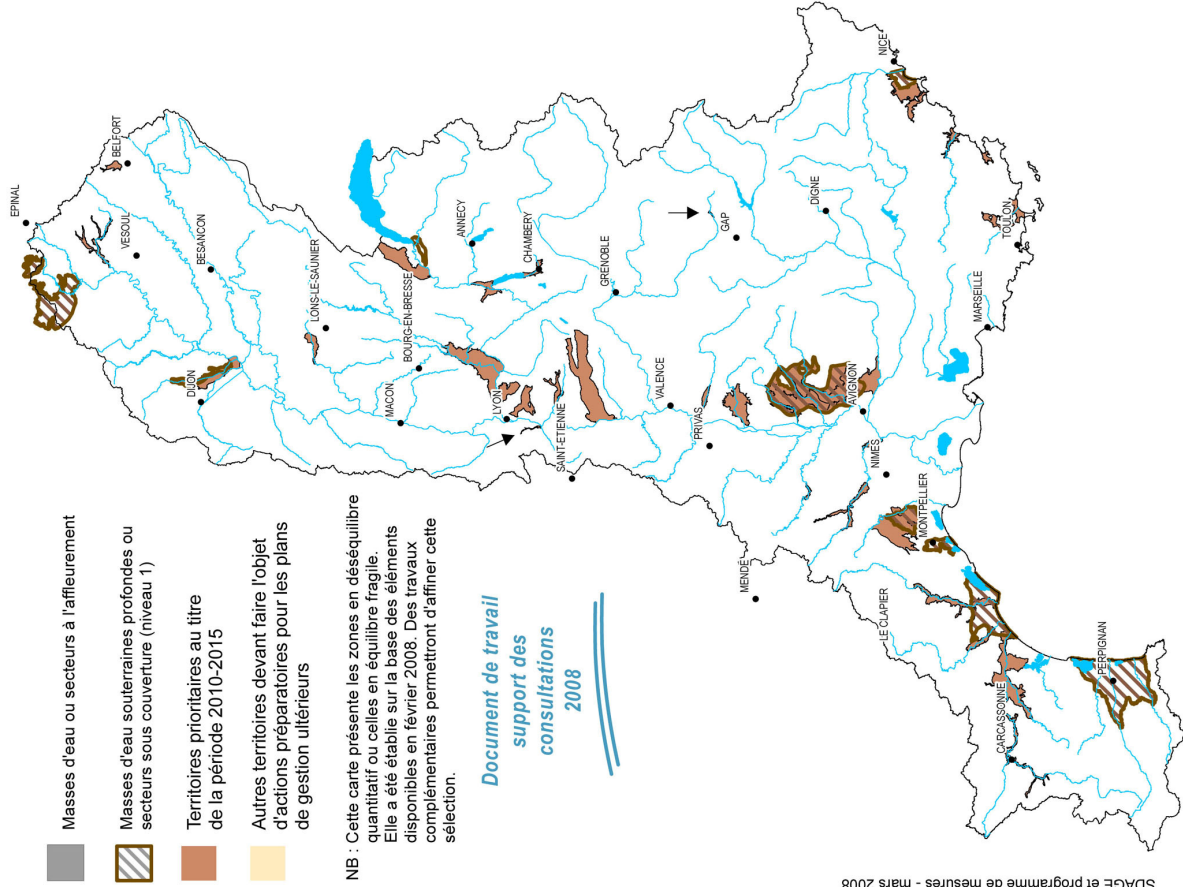 Masses d'eau ou secteurs à l'affleurement
Masses d'eau souterraines profondes ou
secteurs sous couverture (niveau 1)
Territoires prioritaires au titre
de la période 2010-2015
Autres territoires devant faire l'objet
d'actions préparatoires pour les plans
de gestion ultérieurs
NB : Cette carte présente les zones en déséquilibre
quantitatif ou celles en équilibre fragile.
Elle a été établie sur la base des éléments
disponibles en février 2008. Des travaux
complémentaires permettront d'affiner cette
sélection.
Document de travail
support des
consultations
2008
EPINAL
BELFORT
VESOUL
BESANCON
DIJON
LONS-LE-SAUNIER
BOURG-EN-BRESSE
MACON
ANNECY
CHAMBERY
LYON
SAINT-ETIENNE
GRENOBLE
VALENCE
PRIVAS
GAP
DIGNE
MENDE
AVIGNON
NIMES
MONTPELLIER
LE CLAPIER
NICE
TOULON
MARSEILLE
CARCASSONNE
PERPIGNAN
SDAGE et programme de mesures - mars 2008